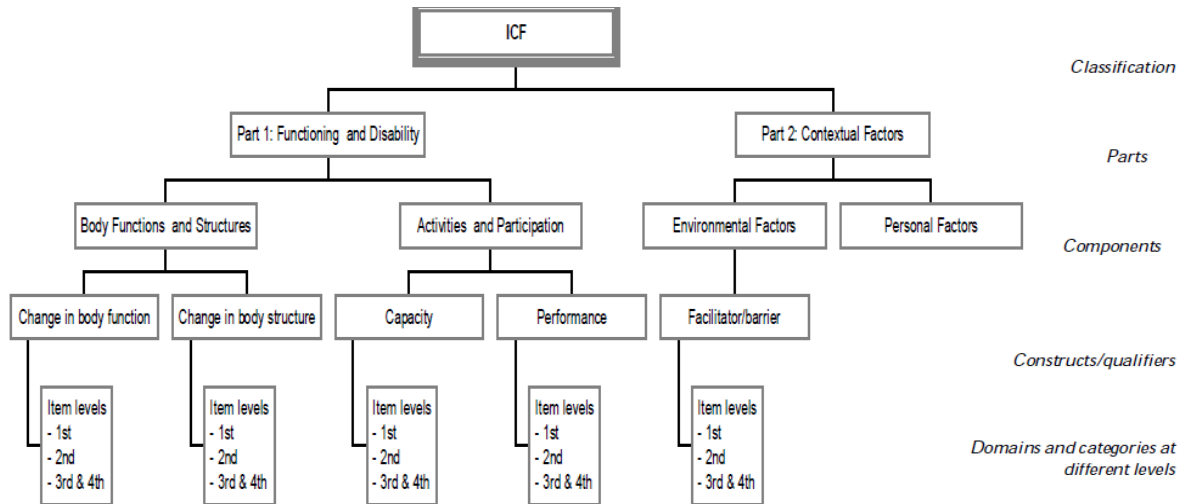 ICF
Classification
Part 1: Functioning and Disability
Part 2: Contextual Factors
Parts
Body Functions and Structures
Activities and Participation
Environmental Factors
Personal Factors
Components
Change in body function
Change in body structure
Capacity
Performance
Facilitator/barrier
Constructs/qualifiers
Item levels
- 1st
- 2nd
- 3rd & 4th
Item levels
- 1st
- 2nd
- 3rd & 4th
Item levels
- 1st
- 2nd
- 3rd & 4th
Item levels
- 1st
- 2nd
- 3rd & 4th
Item levels
- 1st
- 2nd
- 3rd & 4th
Domains and categories at
different levels